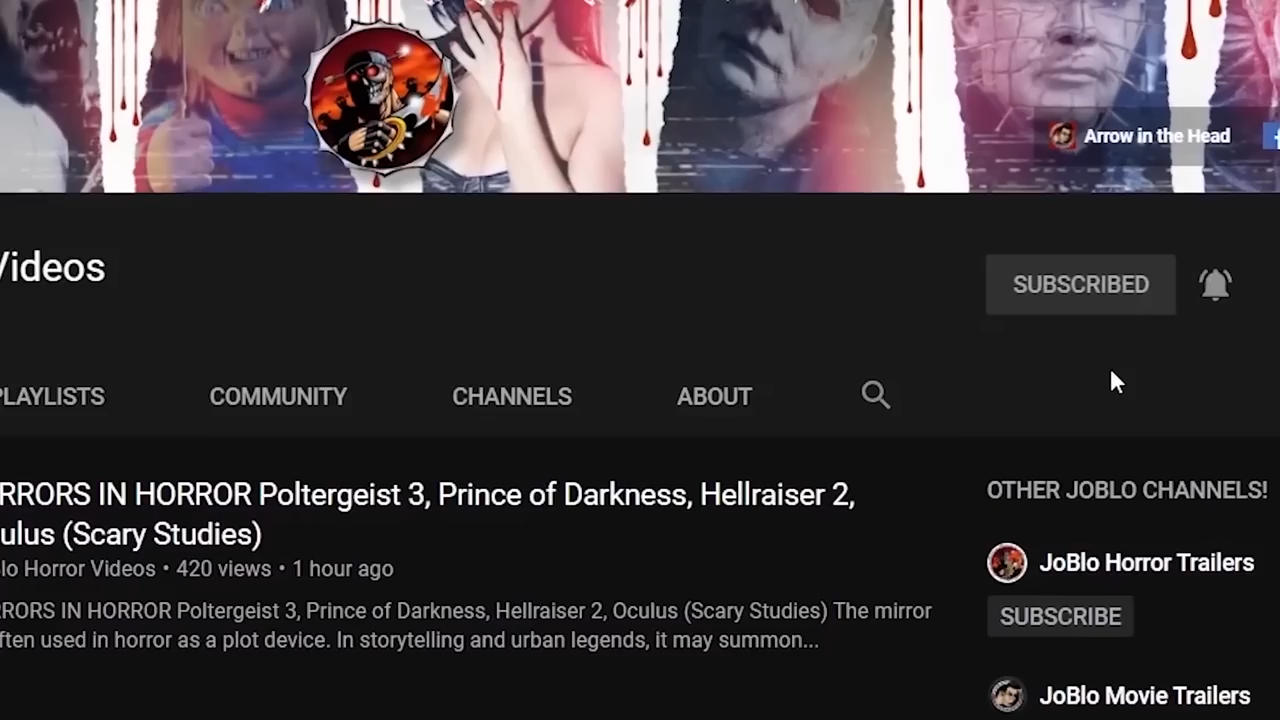 Arrow in the Head
Videos
SUBSCRIBED
PLAYLISTS COMMUNITY CHANNELS ABOUT
RRORS IN HORROR Poltergeist 3, Prince of Darkness, Hellraiser 2,
ulus (Scary Studies)
lo Horror Videos • 420 views • 1 hour ago
RORS IN HORROR Poltergeist 3, Prince of Darkness, Hellraiser 2, Oculus (Scary Studies) The mirror
ften used in horror as a plot device. In storytelling and urban legends, it may summon...
OTHER JOBLO CHANNELS!
JoBlo Horror Trailers
SUBSCRIBE
JoBlo Movie Trailers